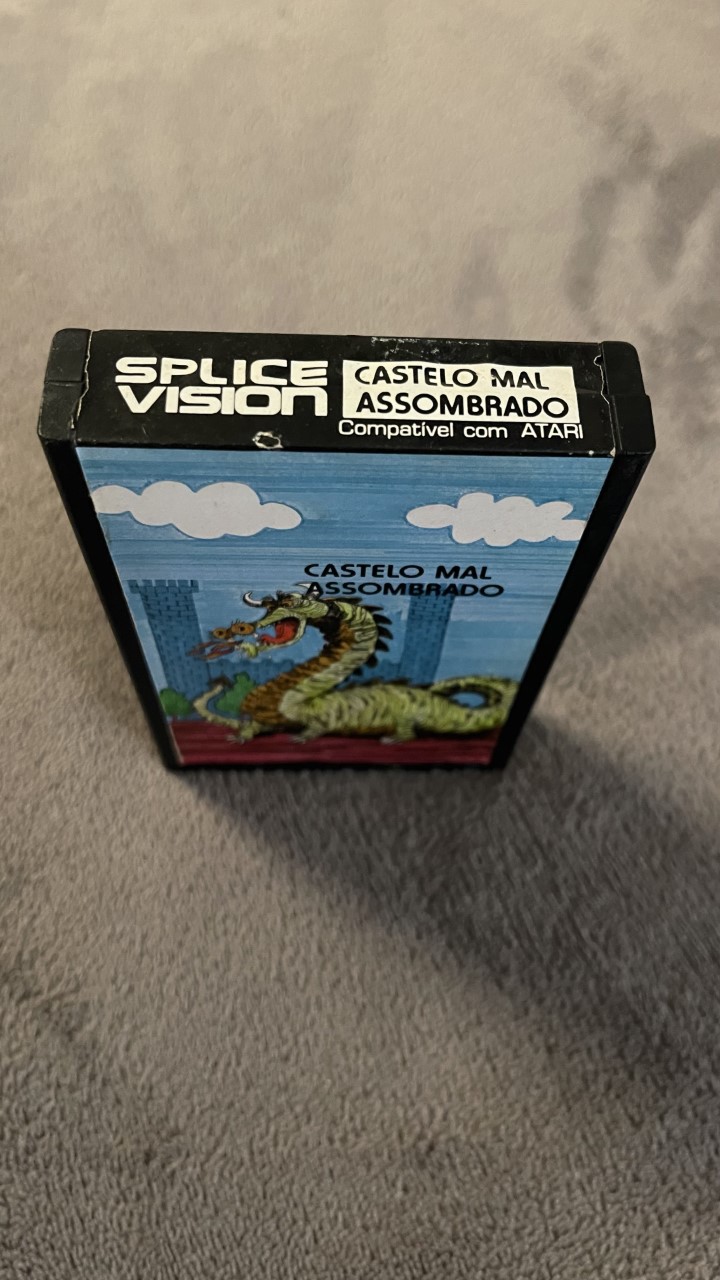 SPLICE
VISION
CASTELO MAL
ASSOMBRADO
Compatível com ATARI
CASTELO MAL
ASSOMBRADO